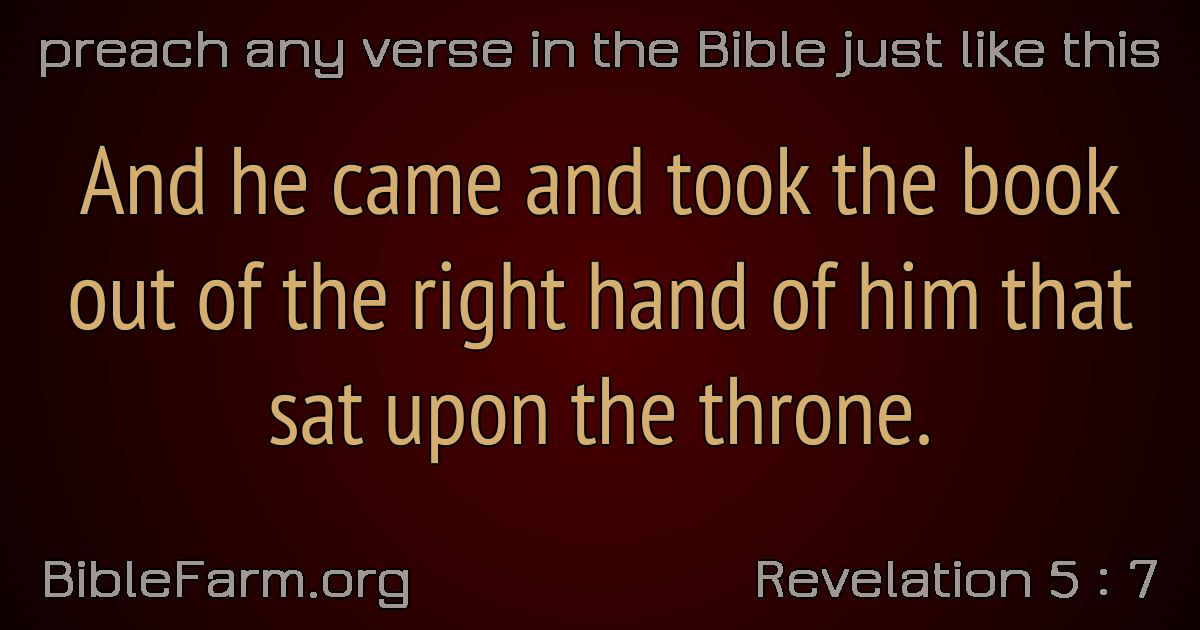 preach any verse in the Bible just like this
And he came and took the book
out of the right hand of him that
sat upon the throne.
BibleFarm.org
Revelation 5 : 7